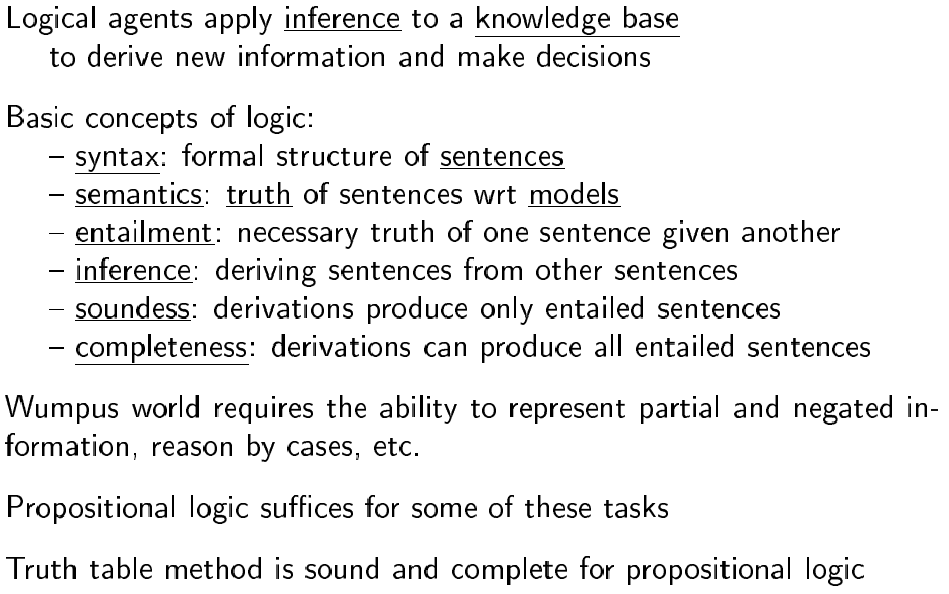 Logical agents apply inference to a knowledge base
to derive new information and make decisions
Basic concepts of logic:
– syntax: formal structure of sentences
– semantics: truth of sentences wrt models
– entailment: necessary truth of one sentence given another
– inference: deriving sentences from other sentences
– soundess: derivations produce only entailed sentences
– completeness: derivations can produce all entailed sentences
Wumpus world requires the ability to represent partial and negated in-
formation, reason by cases, etc.
Propositional logic suffices for some of these tasks
Truth table method is sound and complete for propositional logic